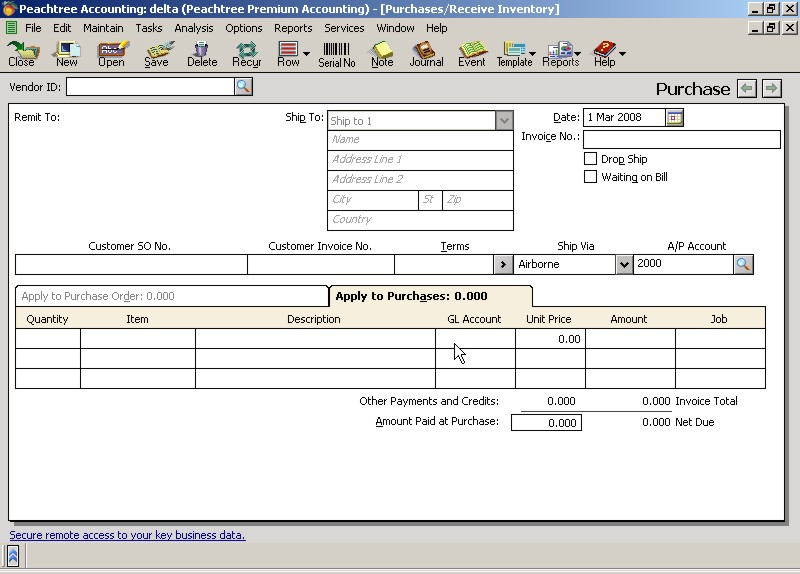 Peachtree Accounting: delta (Peachtree Premium Accounting) - [Purchases/Receive Inventory]
File Edit Maintain Tasks Analysis Options Reports Services Window Help
Close New Open Save Delete Recur Row Serial No Note Journal Event Template Reports Help
Vendor ID: Purchase
Remit To: Ship To: Ship to 1 Date: 1 Mar 2008
Name Invoice No.:
Address Line 1 Drop Ship
Address Line 2 Waiting on Bill
City St Zip
Country
Customer SO No. Customer Invoice No. Terms Ship Via A/P Account
Airborne 2000
Apply to Purchase Order: 0.000 Apply to Purchases: 0.000
Quantity Item Description GL Account Unit Price Amount Job
0.00
Other Payments and Credits: 0.000 0.000 Invoice Total
Amount Paid at Purchase: 0.000 0.000 Net Due
Secure remote access to your key business data.